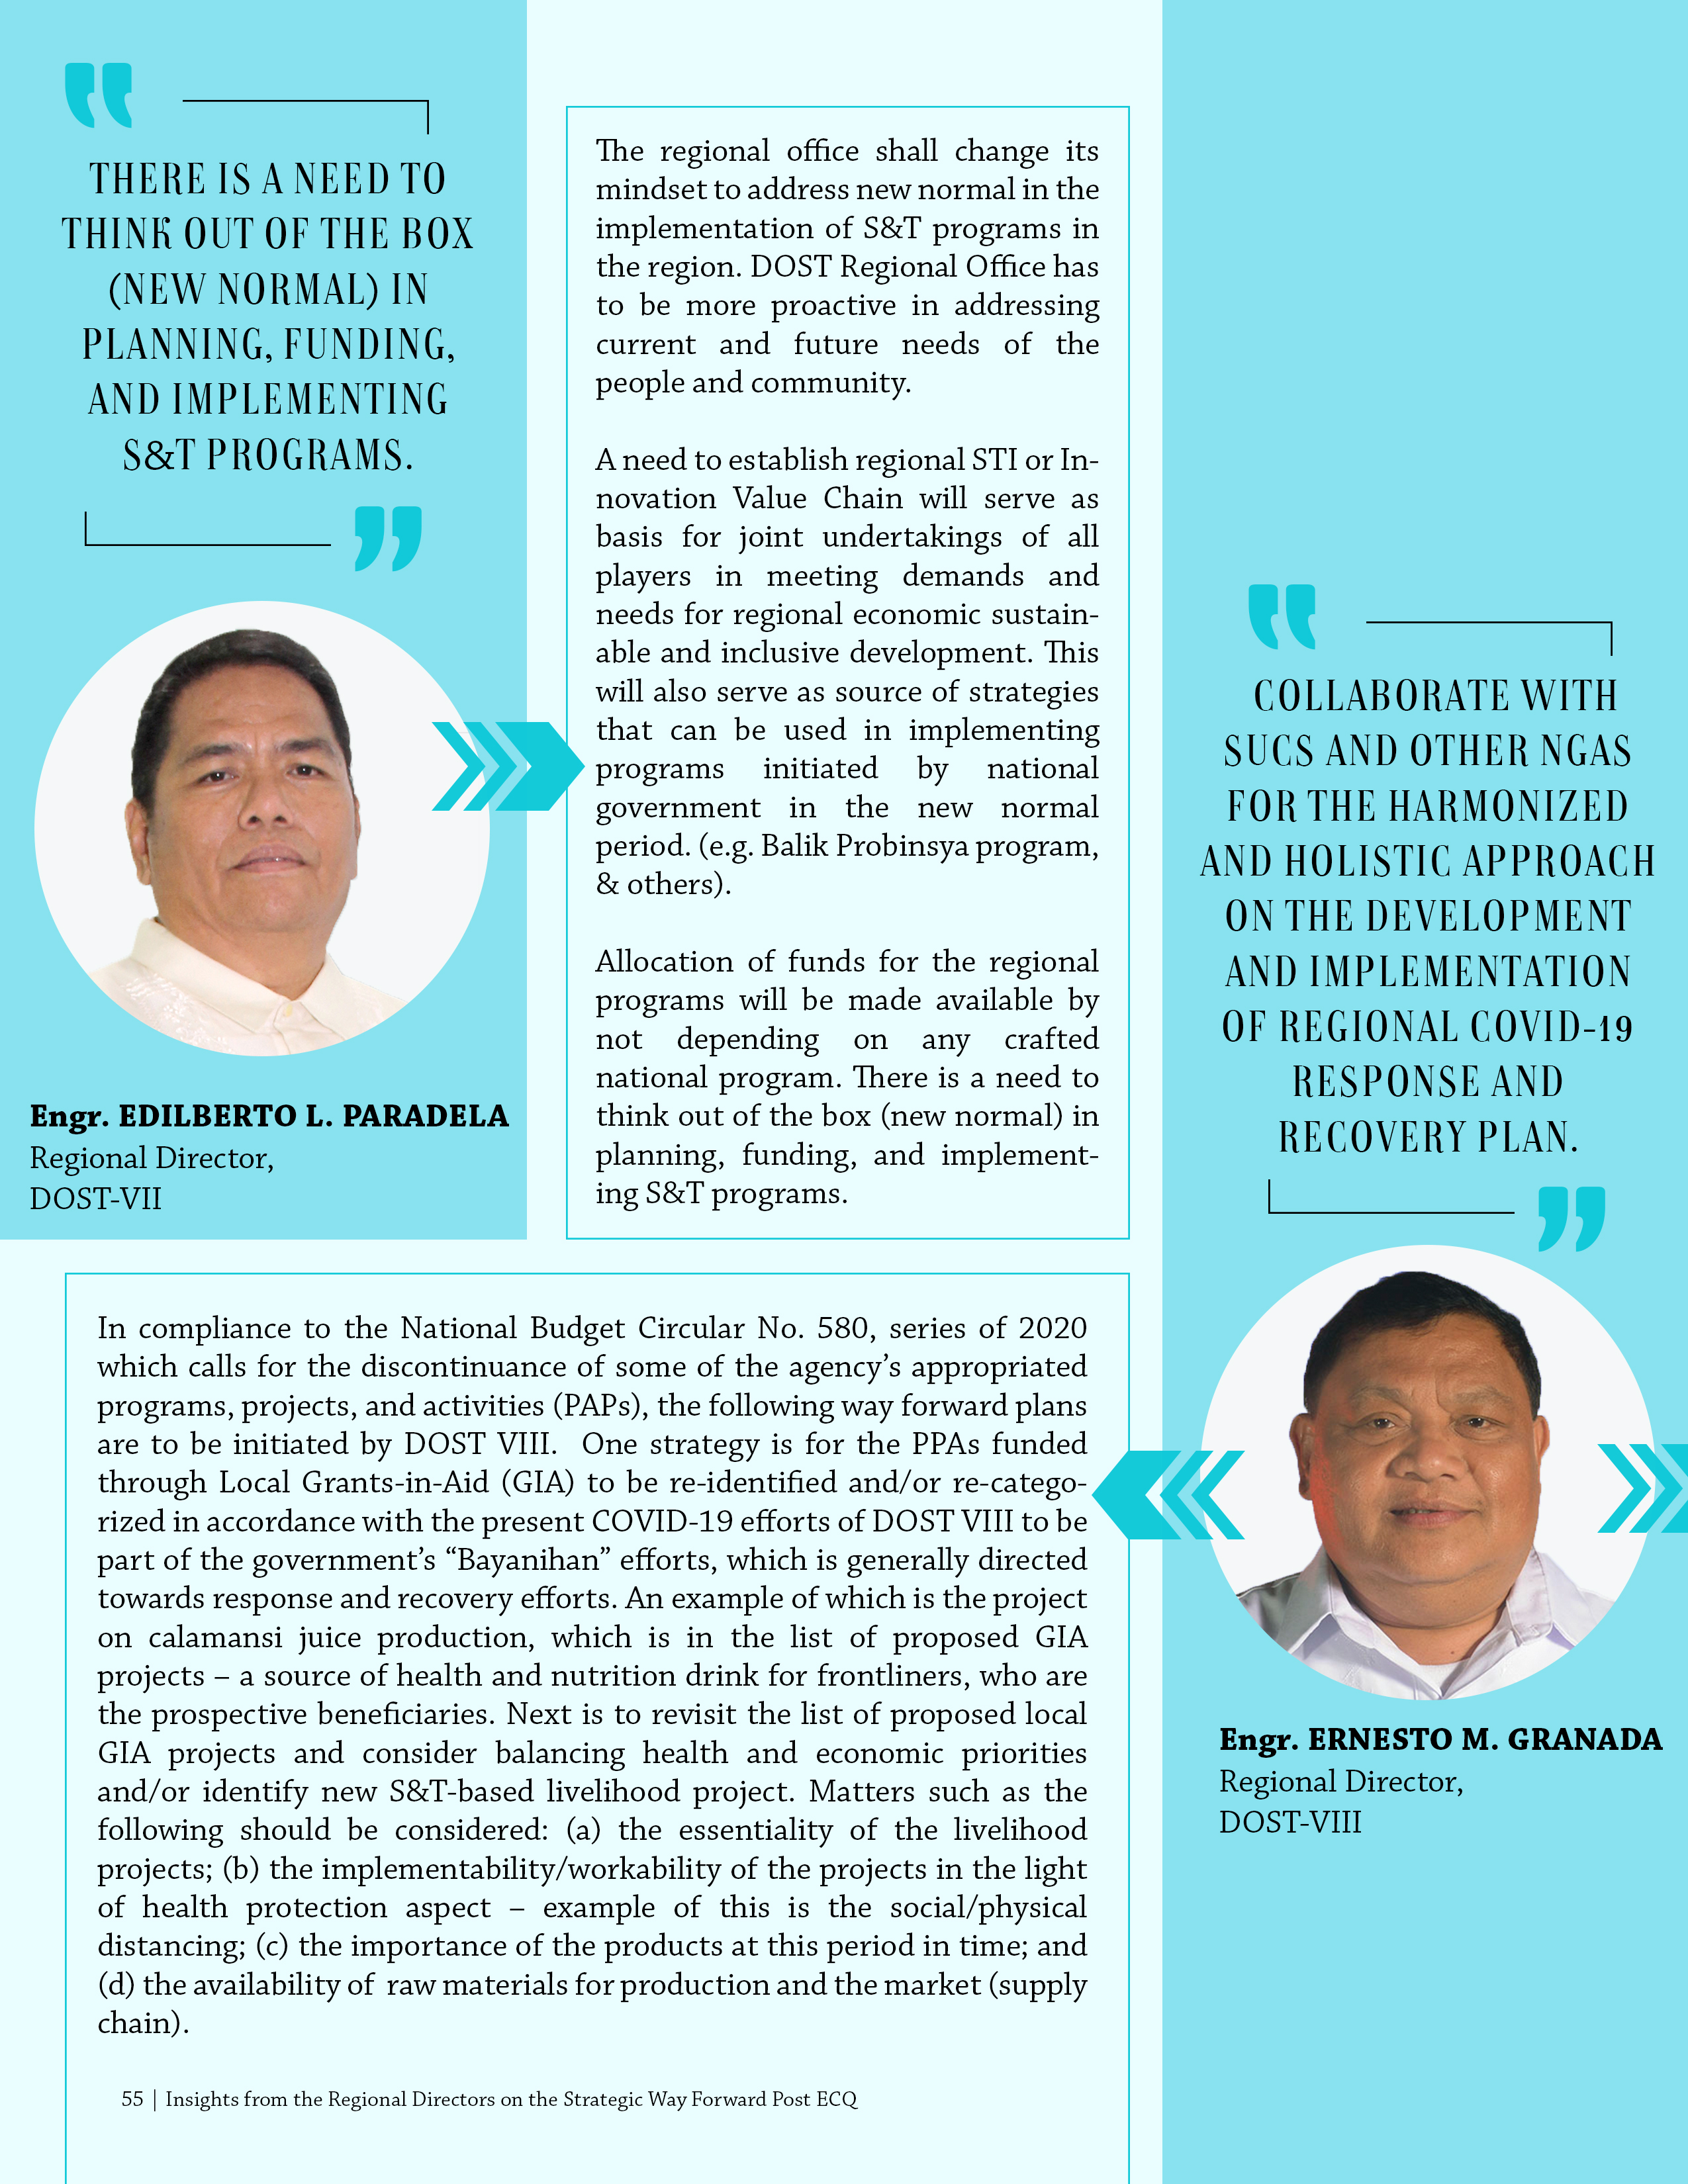 THERE IS A NEED TO
THINK OUT OF THE BOX
(NEW NORMAL) IN
PLANNING, FUNDING,
AND IMPLEMENTING
S&T PROGRAMS.
Engr. EDILBERTO L. PARADELA
Regional Director,
DOST-VII
The regional office shall change its
mindset to address new normal in the
implementation of S&T programs in
the region. DOST Regional Office has
to be more proactive in addressing
current and future needs of the
people and community.
A need to establish regional STI or In-
novation Value Chain will serve as
basis for joint undertakings of all
players in meeting demands and
needs for regional economic sustain-
able and inclusive development. This
will also serve as source of strategies
that can be used in implementing
programs initiated by national
government in the new normal
period. (e.g. Balik Probinsya program,
& others).
Allocation of funds for the regional
programs will be made available by
not depending on any crafted
national program. There is a need to
think out of the box (new normal) in
planning, funding, and implement-
ing S&T programs.
COLLABORATE WITH
SUCS AND OTHER NGAS
FOR THE HARMONIZED
AND HOLISTIC APPROACH
ON THE DEVELOPMENT
AND IMPLEMENTATION
OF REGIONAL COVID-19
RESPONSE AND
RECOVERY PLAN.
Engr. ERNESTO M. GRANADA
Regional Director,
DOST-VIII
In compliance to the National Budget Circular No. 580, series of 2020
which calls for the discontinuance of some of the agency’s appropriated
programs, projects, and activities (PAPs), the following way forward plans
are to be initiated by DOST VIII. One strategy is for the PPAs funded
through Local Grants-in-Aid (GIA) to be re-identified and/or re-catego-
rized in accordance with the present COVID-19 efforts of DOST VIII to be
part of the government’s “Bayanihan” efforts, which is generally directed
towards response and recovery efforts. An example of which is the project
on calamansi juice production, which is in the list of proposed GIA
projects – a source of health and nutrition drink for frontliners, who are
the prospective beneficiaries. Next is to revisit the list of proposed local
GIA projects and consider balancing health and economic priorities
and/or identify new S&T-based livelihood project. Matters such as the
following should be considered: (a) the essentiality of the livelihood
projects; (b) the implementability/workability of the projects in the light
of health protection aspect – example of this is the social/physical
distancing; (c) the importance of the products at this period in time; and
(d) the availability of raw materials for production and the market (supply
chain).
55 | Insights from the Regional Directors on the Strategic Way Forward Post ECQ